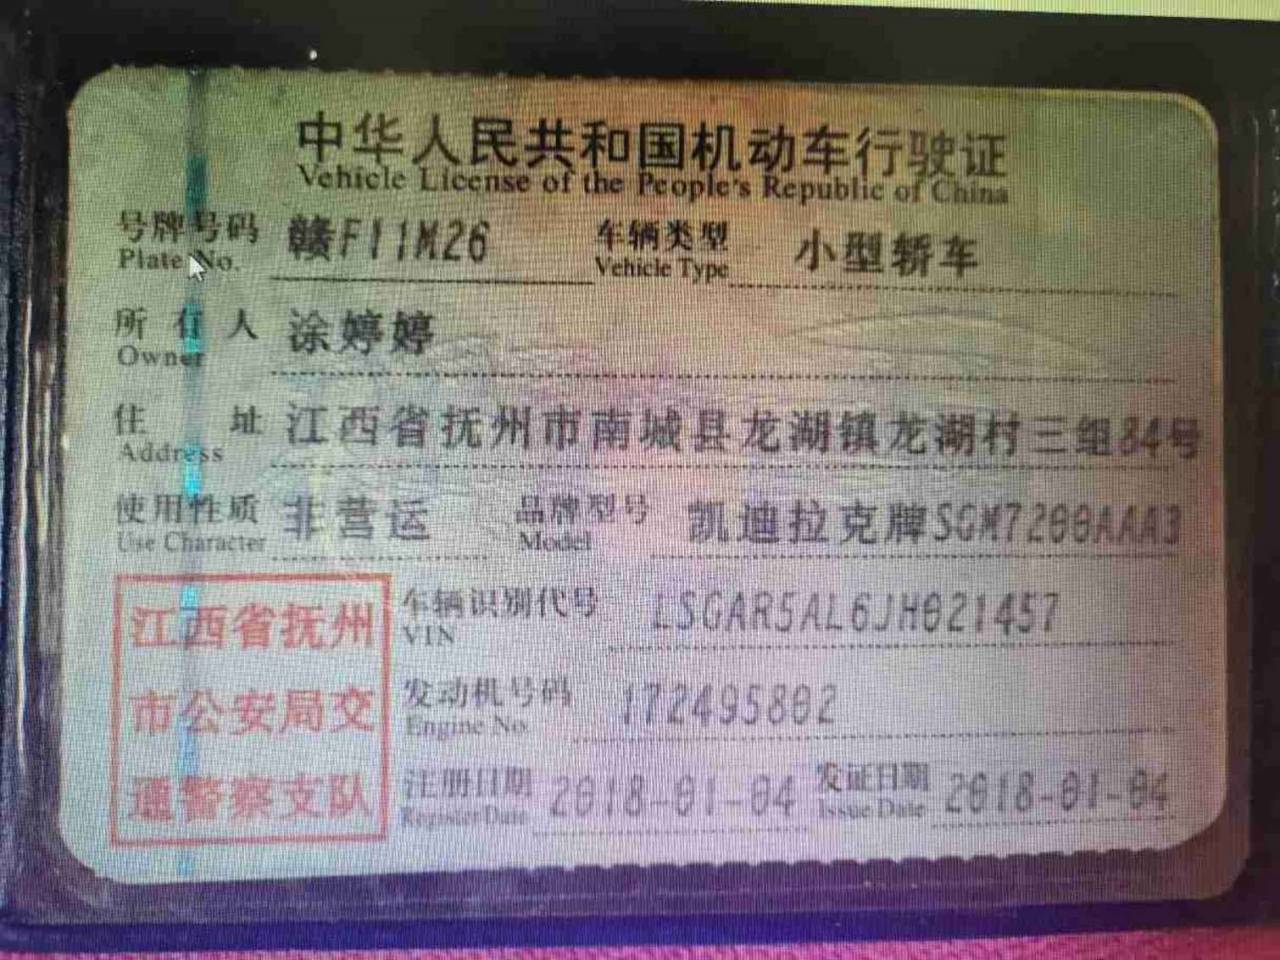 中华人民共和国机动车行驶证
Vehicle License of the People's Republic of China
号牌号码 赣F11M26 车辆类型 小型轿车
Plate No. Vehicle Type
所有人 涂婷婷
Owner
住址 江西省抚州市南城县龙湖镇龙湖村三组84号
Address
使用性质 非营运 品牌型号 凯迪拉克牌SGM7200AAA3
Use Character Model
江西省抚州
市公安局交
通警察支队
车辆识别代号 LSGAR5AL6JH021457
VIN
发动机号码 172495802
Engine No
注册日期 2018-01-04 发证日期 2018-01-04
Register Date Issue Date